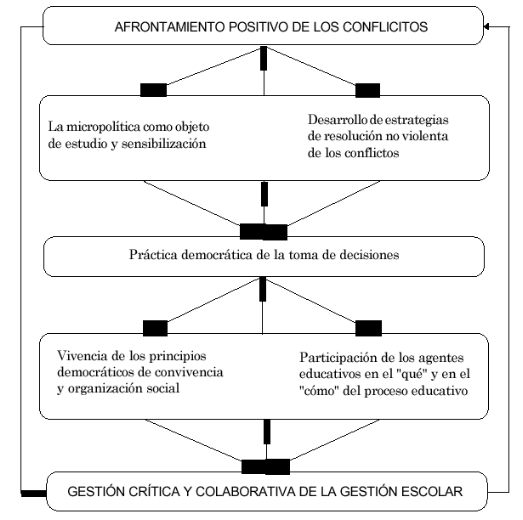 AFRONTAMIENTO POSITIVO DE LOS CONFLICITOS
La micropolítica como objeto
de estudio y sensibilización
Desarrollo de estrategias
de resolución no violenta
de los conflictos
Práctica democrática de la toma de decisiones
Vivencia de los principios
democráticos de convivencia
y organización social
Participación de los agentes
educativos en el "qué" y en el
"cómo" del proceso educativo
GESTIÓN CRÍTICA Y COLABORATIVA DE LA GESTIÓN ESCOLAR